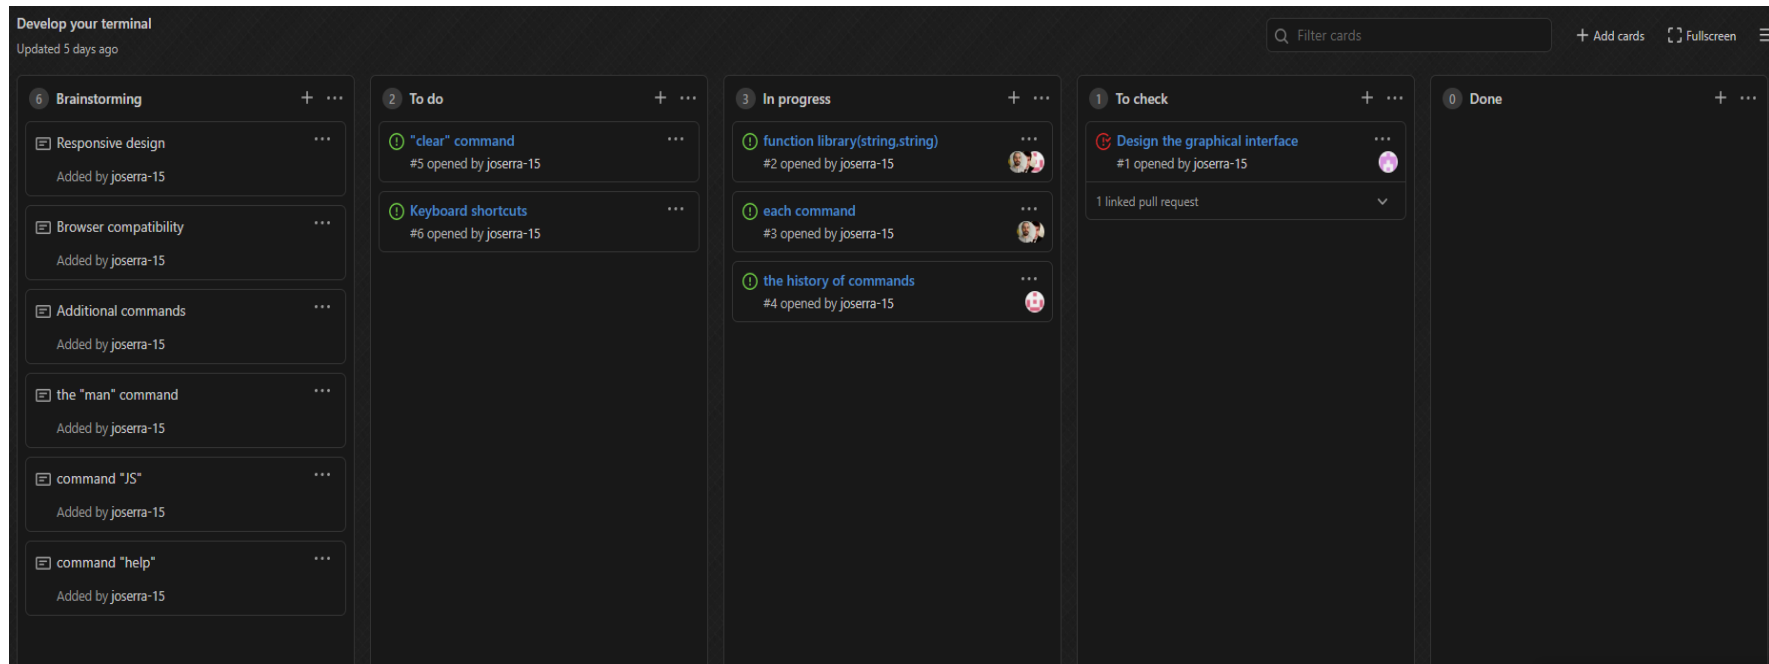 Develop your terminal
Updated 5 days ago
Filter cards
Add cards
Fullscreen
6 Brainstorming
Responsive design
Added by joserra-15
Browser compatibility
Added by joserra-15
Additional commands
Added by joserra-15
the "man" command
Added by joserra-15
command "JS"
Added by joserra-15
command "help"
Added by joserra-15
2 To do
"clear" command
#5 opened by joserra-15
Keyboard shortcuts
#6 opened by joserra-15
3 In progress
function library(string,string)
#2 opened by joserra-15
each command
#3 opened by joserra-15
the history of commands
#4 opened by joserra-15
1 To check
Design the graphical interface
#1 opened by joserra-15
1 linked pull request
0 Done